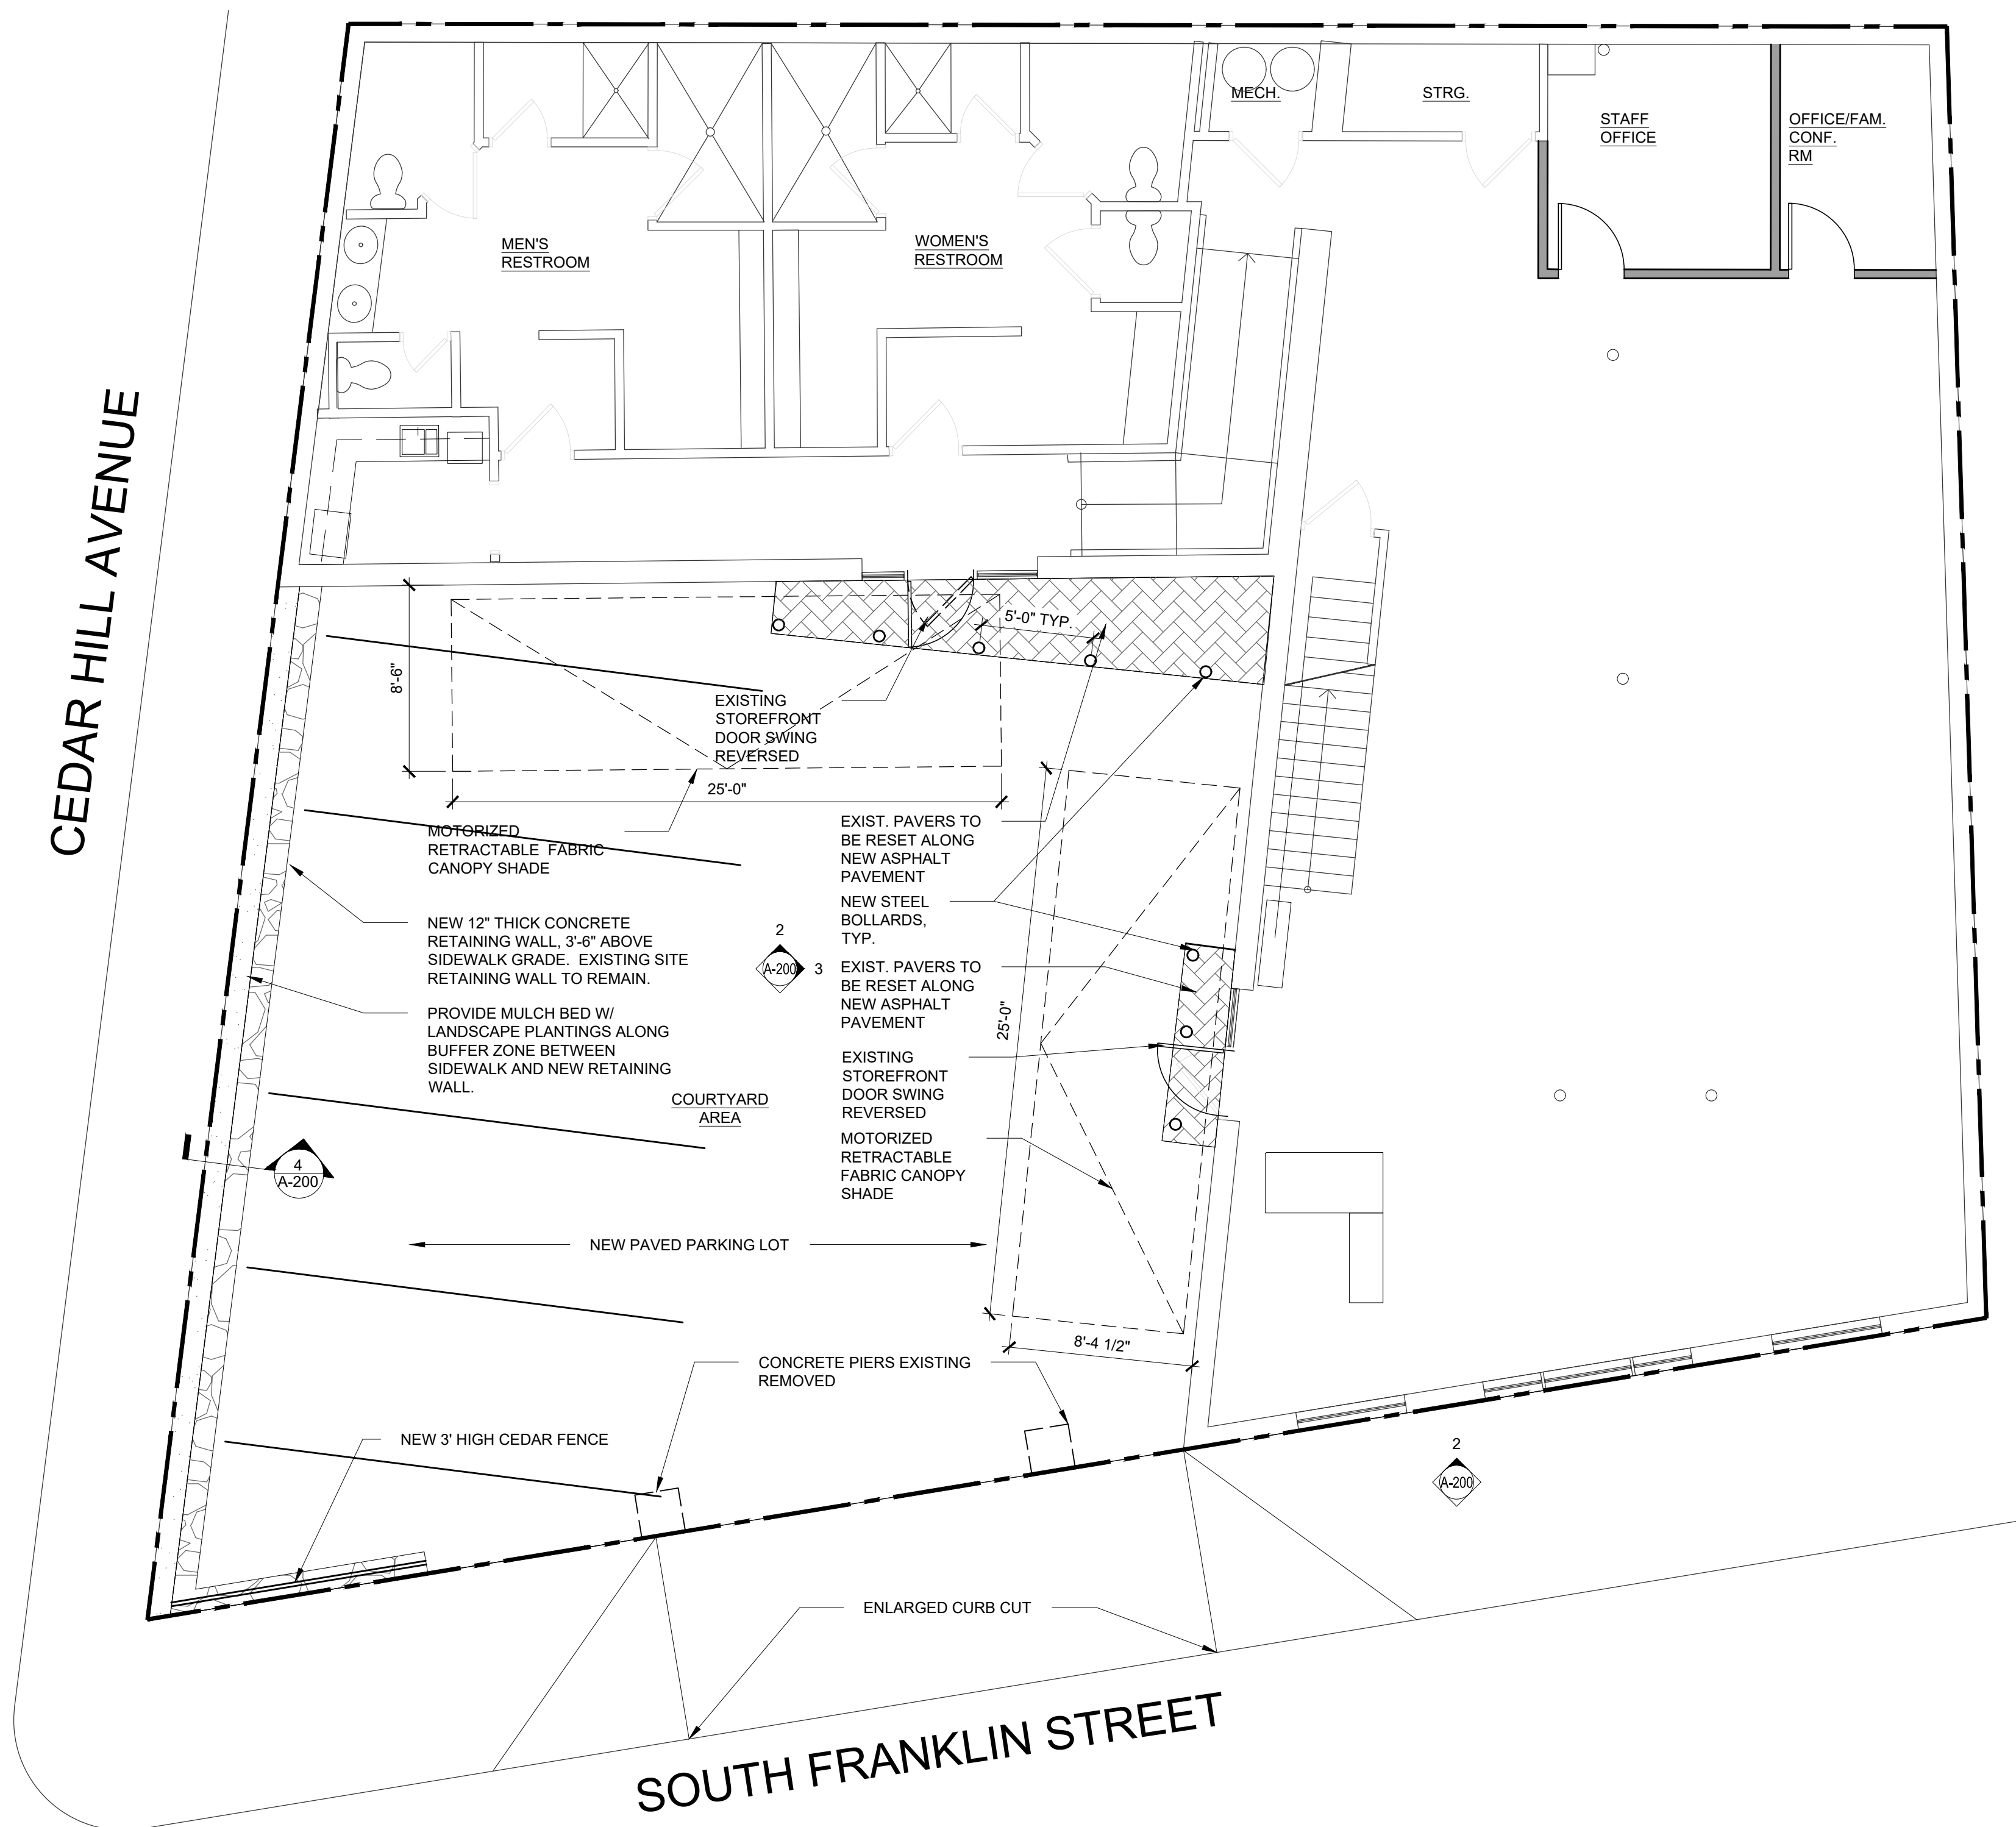 MECH.
STRG.
STAFF
OFFICE
OFFICE/FAM.
CONF.
RM
MEN'S
RESTROOM
WOMEN'S
RESTROOM
CEDAR HILL AVENUE
8'-6"
5'-0" TYP.
EXISTING
STOREFRONT
DOOR SWING
REVERSED
25'-0"
MOTORIZED
RETRACTABLE FABRIC
CANOPY SHADE
NEW 12" THICK CONCRETE
RETAINING WALL, 3'-6" ABOVE
SIDEWALK GRADE. EXISTING SITE
RETAINING WALL TO REMAIN.
PROVIDE MULCH BED W/
LANDSCAPE PLANTINGS ALONG
BUFFER ZONE BETWEEN
SIDEWALK AND NEW RETAINING
WALL.
2
A-200
3
EXIST. PAVERS TO
BE RESET ALONG
NEW ASPHALT
PAVEMENT
NEW STEEL
BOLLARDS,
TYP.
EXIST. PAVERS TO
BE RESET ALONG
NEW ASPHALT
PAVEMENT
25'-0"
EXISTING
STOREFRONT
DOOR SWING
REVERSED
COURTYARD
AREA
MOTORIZED
RETRACTABLE
FABRIC CANOPY
SHADE
4
A-200
NEW PAVED PARKING LOT
8'-4 1/2"
CONCRETE PIERS EXISTING
REMOVED
NEW 3' HIGH CEDAR FENCE
2
A-200
ENLARGED CURB CUT
SOUTH FRANKLIN STREET